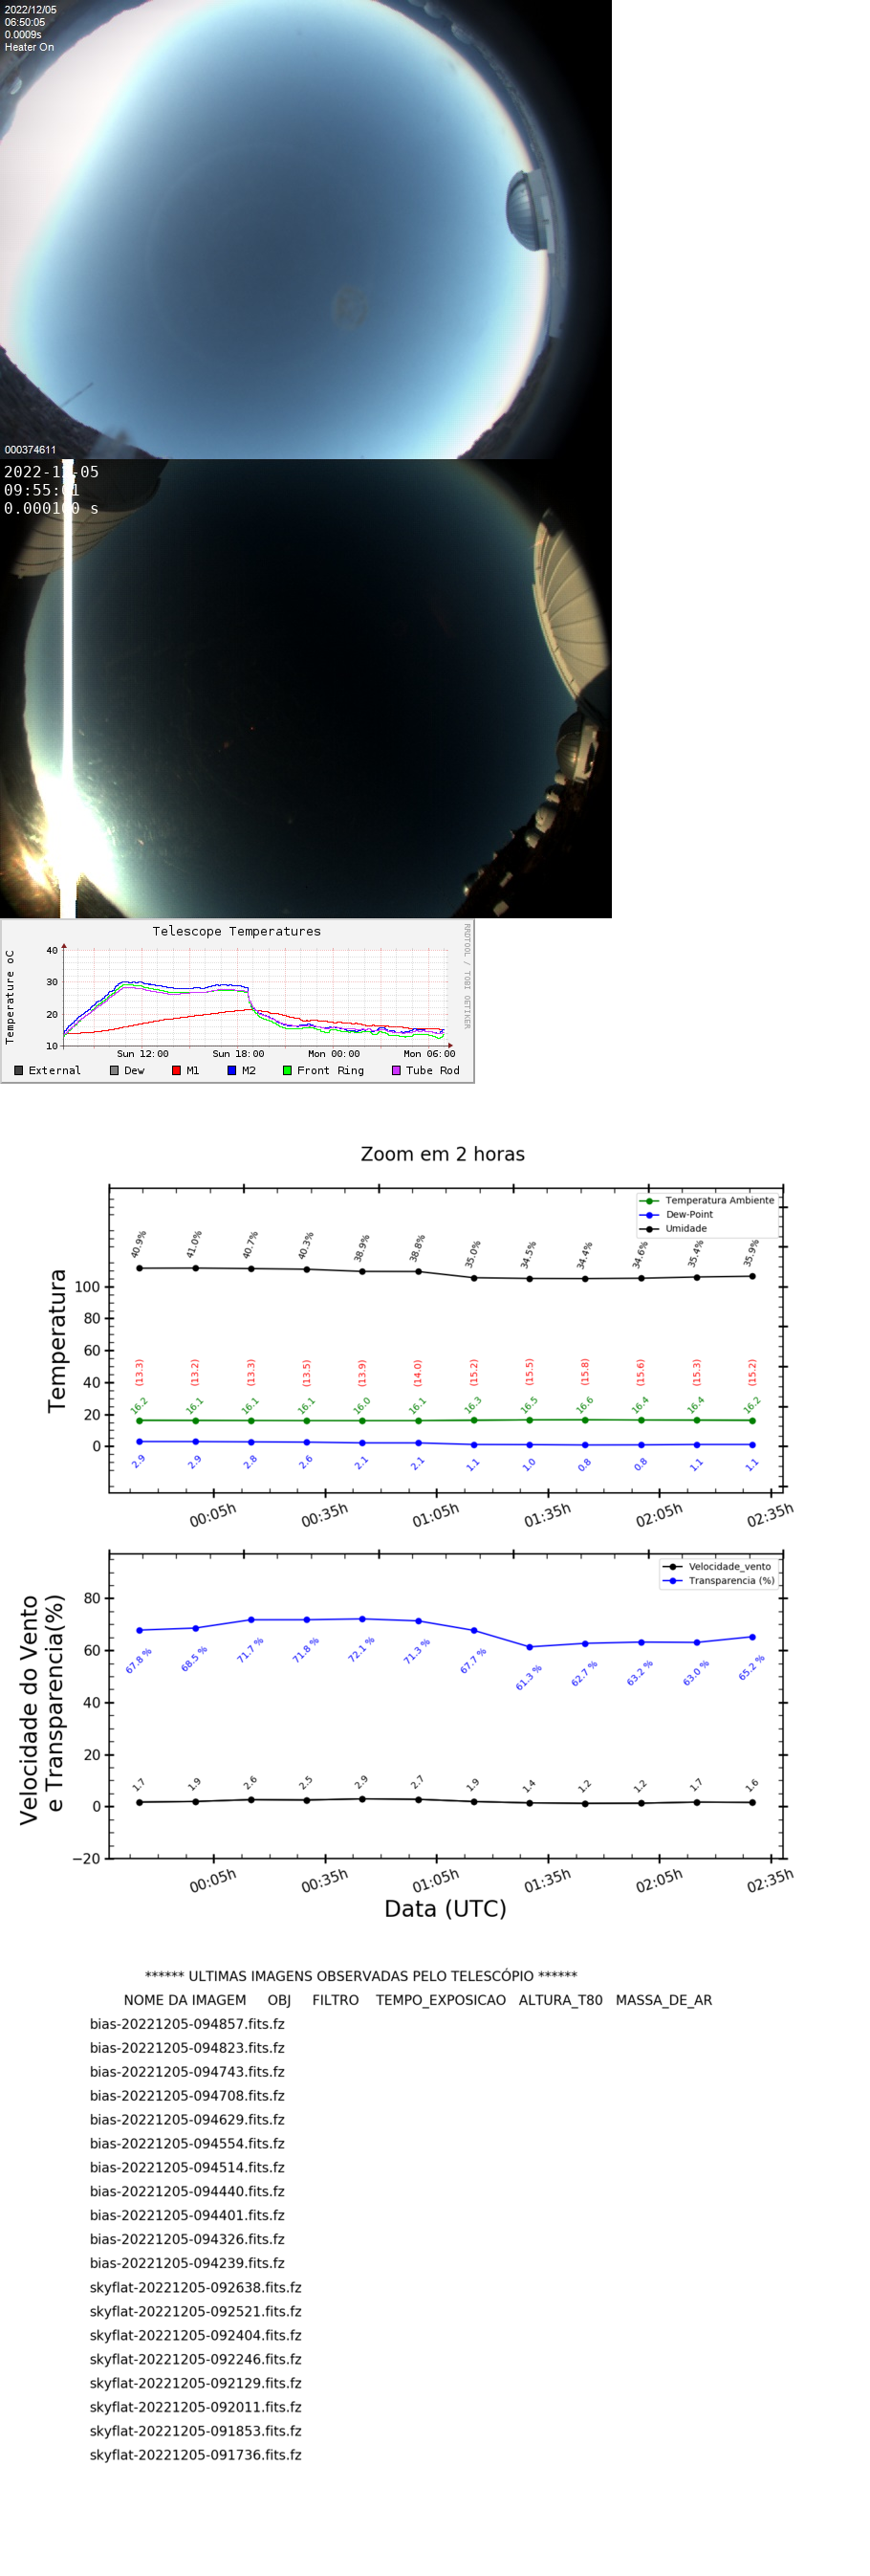 2022/12/05
06:50:05
0.0009s
Heater On
000374611
2022-12-05
09:55:01
0.000100 s
Telescope Temperatures
RRDTOOL / TOBI OETIKER
Temperature oC
40
30
20
10
Sun 12:00 Sun 18:00 Mon 00:00 Mon 06:00
External Dew M1 M2 Front Ring Tube Rod
Zoom em 2 horas
Temperatura Ambiente
Dew-Point
Umidade
40.9% 41.0% 40.7% 40.3% 38.9% 38.8% 35.0% 34.5% 34.4% 34.6% 35.4% 35.9%
Temperatura
100
80
60
40
20
0
(13.3) (13.2) (13.3) (13.5) (13.9) (14.0) (15.2) (15.5) (15.8) (15.6) (15.3) (15.2)
16.2 16.1 16.1 16.1 16.0 16.1 16.3 16.5 16.6 16.4 16.4 16.2
2.9 2.9 2.8 2.6 2.1 2.1 1.1 1.0 0.8 0.8 1.1 1.1
00:05h 00:35h 01:05h 01:35h 02:05h 02:35h
Velocidade_vento
Transparencia (%)
Velocidade do Vento
e Transparencia(%)
80
60
40
20
0
−20
67.8 % 68.5 % 71.7 % 71.8 % 72.1 % 71.3 % 67.7 % 61.3 % 62.7 % 63.2 % 63.0 % 65.2 %
1.7 1.9 2.6 2.5 2.9 2.7 1.9 1.4 1.2 1.2 1.7 1.6
00:05h 00:35h 01:05h 01:35h 02:05h 02:35h
Data (UTC)
****** ULTIMAS IMAGENS OBSERVADAS PELO TELESCÓPIO ******
NOME DA IMAGEM OBJ FILTRO TEMPO_EXPOSICAO ALTURA_T80 MASSA_DE_AR
bias-20221205-094857.fits.fz
bias-20221205-094823.fits.fz
bias-20221205-094743.fits.fz
bias-20221205-094708.fits.fz
bias-20221205-094629.fits.fz
bias-20221205-094554.fits.fz
bias-20221205-094514.fits.fz
bias-20221205-094440.fits.fz
bias-20221205-094401.fits.fz
bias-20221205-094326.fits.fz
bias-20221205-094239.fits.fz
skyflat-20221205-092638.fits.fz
skyflat-20221205-092521.fits.fz
skyflat-20221205-092404.fits.fz
skyflat-20221205-092246.fits.fz
skyflat-20221205-092129.fits.fz
skyflat-20221205-092011.fits.fz
skyflat-20221205-091853.fits.fz
skyflat-20221205-091736.fits.fz